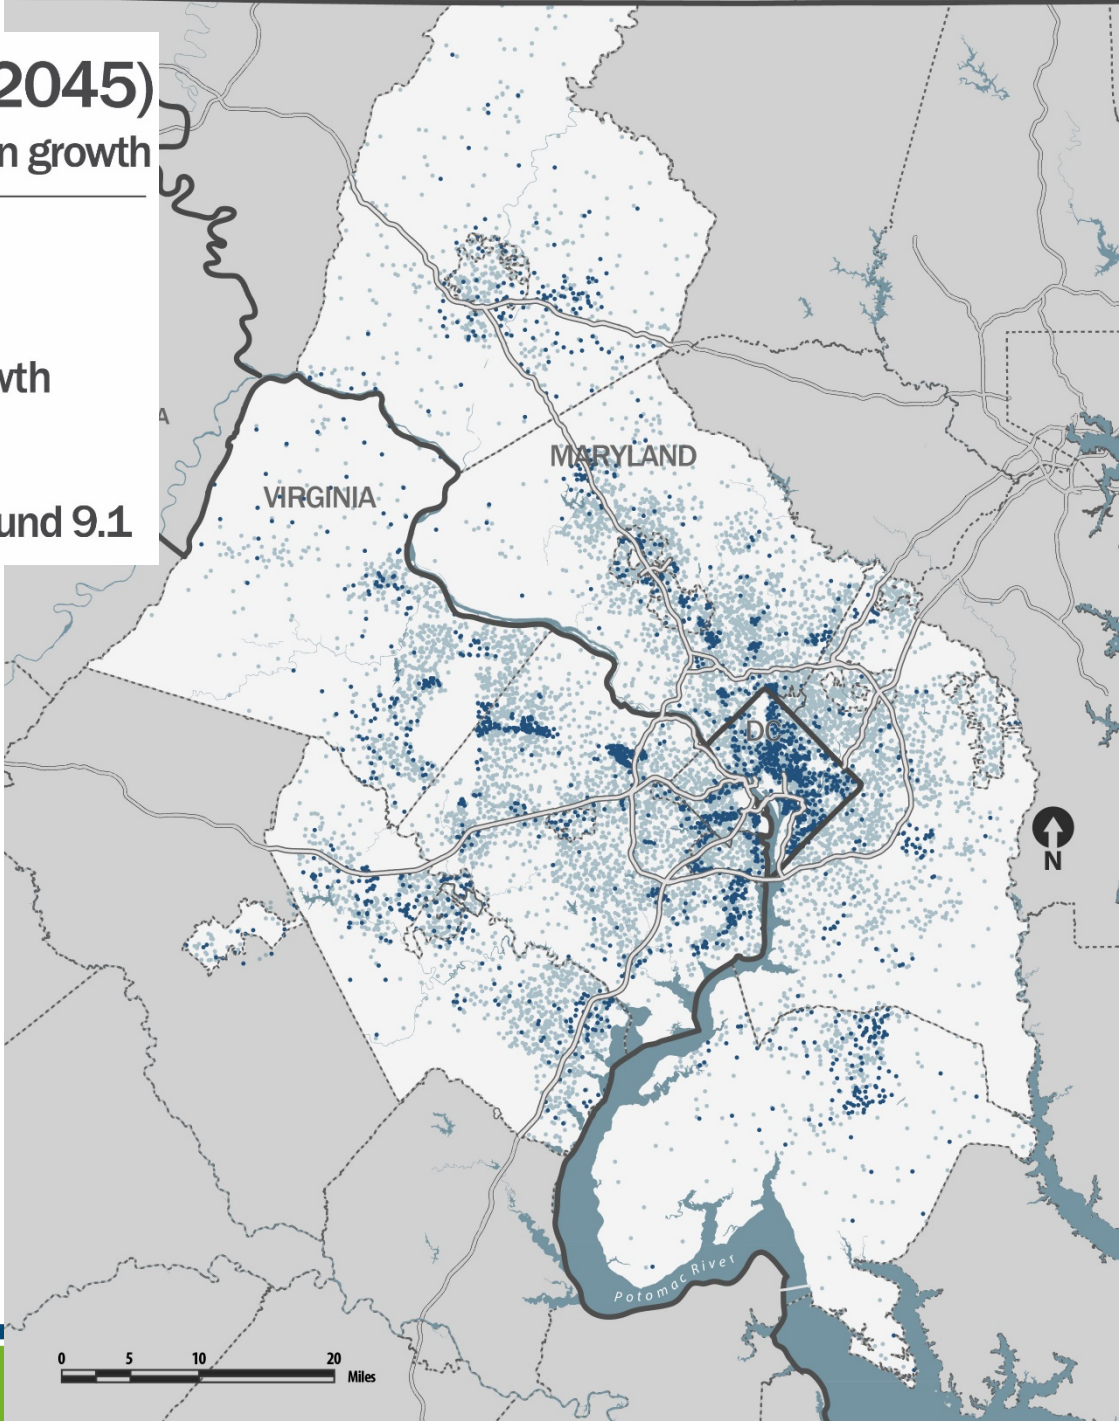 2045)
n growth
wth
und 9.1
A
MARYLAND
VIRGINIA
DC
N
Potomac River
0 5 10 20
Miles